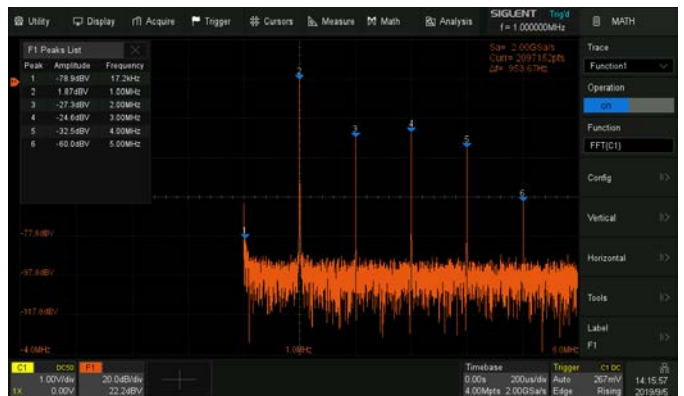 Utility Display Acquire Trigger Cursors Measure Math Analysis SIGLENT Trig'd MATH
f = 1.000000MHz
F1 Peaks List
Sa= 2.00GSa/s
Trace
Peak Amplitude Frequency
Curr= 2097152pts
Function1
1 -78.9dBV 17.2kHz
Δf= 953.67Hz
2 1.87dBV 1.00MHz
Operation
3 -27.3dBV 2.00MHz
on
4 -24.6dBV 3.00MHz
5 -32.5dBV 4.00MHz
Function
6 -60.0dBV 5.00MHz
FFT(C1)
2
3
4
5
6
1
Config
Vertical
-77.8dBV
Horizontal
-97.8dBV
Tools
-117.8dBV
Label
F1
-4.0MHz 1.0MHz 6.0MHz
C1 DC50 F1 Timebase Trigger C1 DC
1.00V/div 20.0dB/div 0.00s 200us/div Auto 267mV 14:15:57
1X 0.00V 22.2dBV 4.00Mpts 2.00GSa/s Edge Rising 2019/9/5